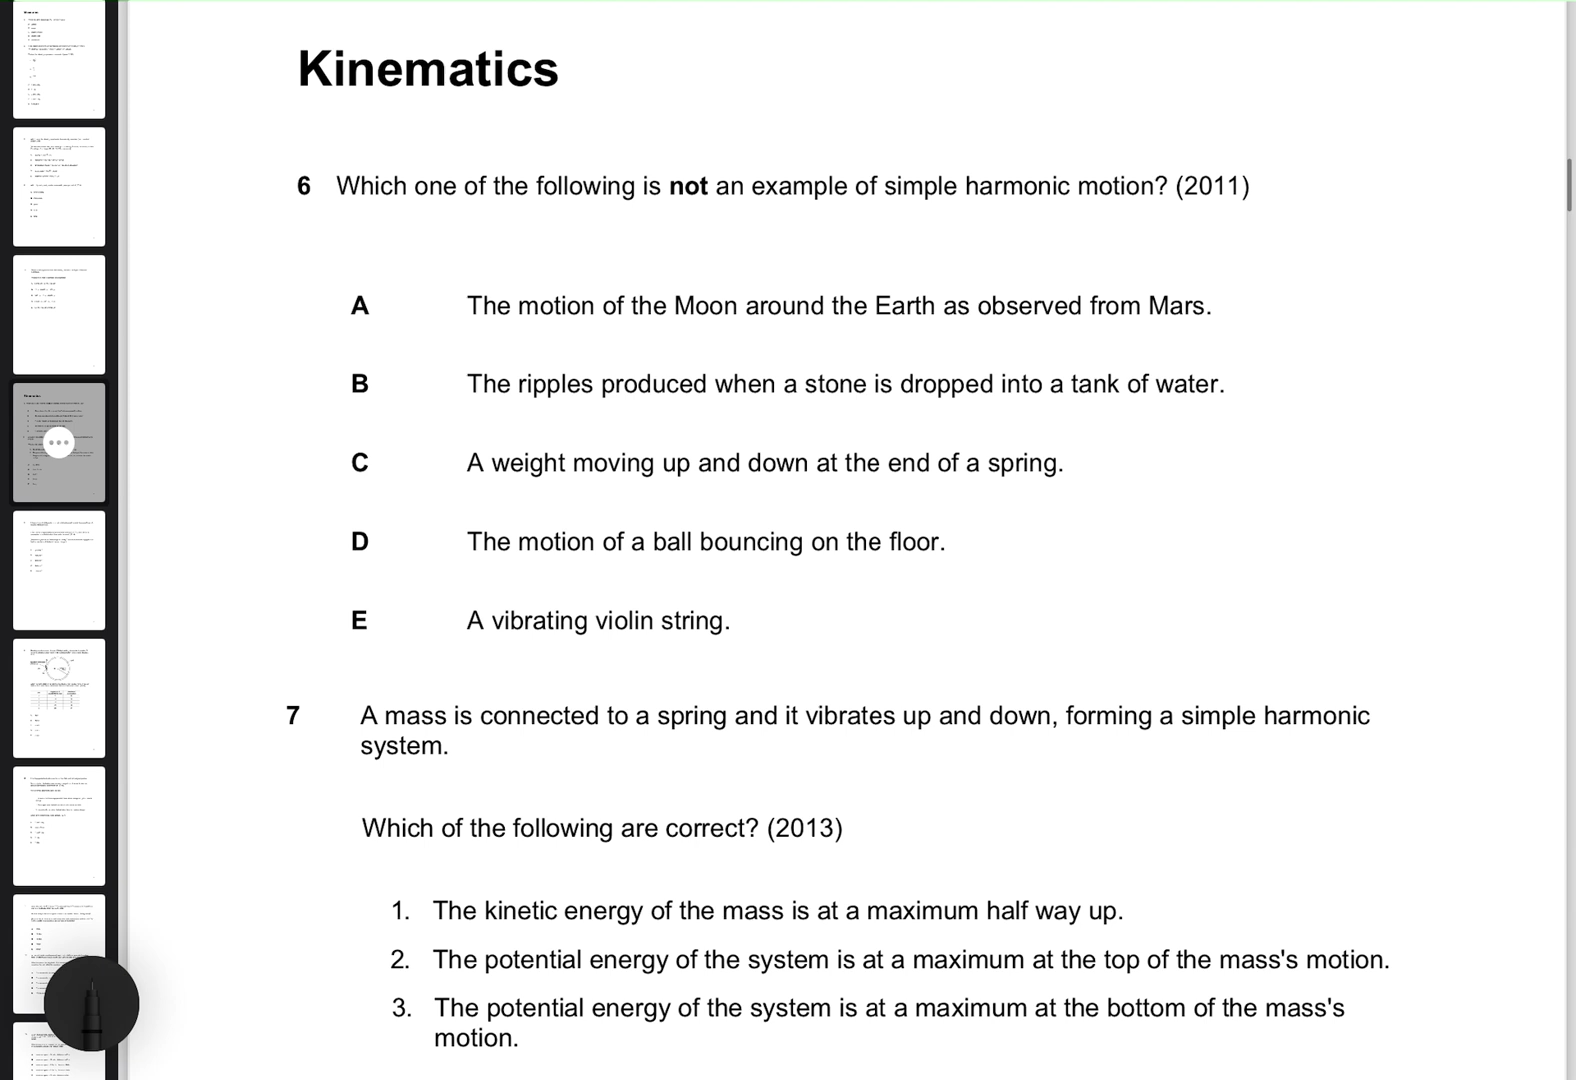 Kinematics
6 Which one of the following is not an example of simple harmonic motion? (2011)
A The motion of the Moon around the Earth as observed from Mars.
B The ripples produced when a stone is dropped into a tank of water.
C A weight moving up and down at the end of a spring.
D The motion of a ball bouncing on the floor.
E A vibrating violin string.
7 A mass is connected to a spring and it vibrates up and down, forming a simple harmonic
system.
Which of the following are correct? (2013)
1. The kinetic energy of the mass is at a maximum half way up.
2. The potential energy of the system is at a maximum at the top of the mass's motion.
3. The potential energy of the system is at a maximum at the bottom of the mass's
motion.